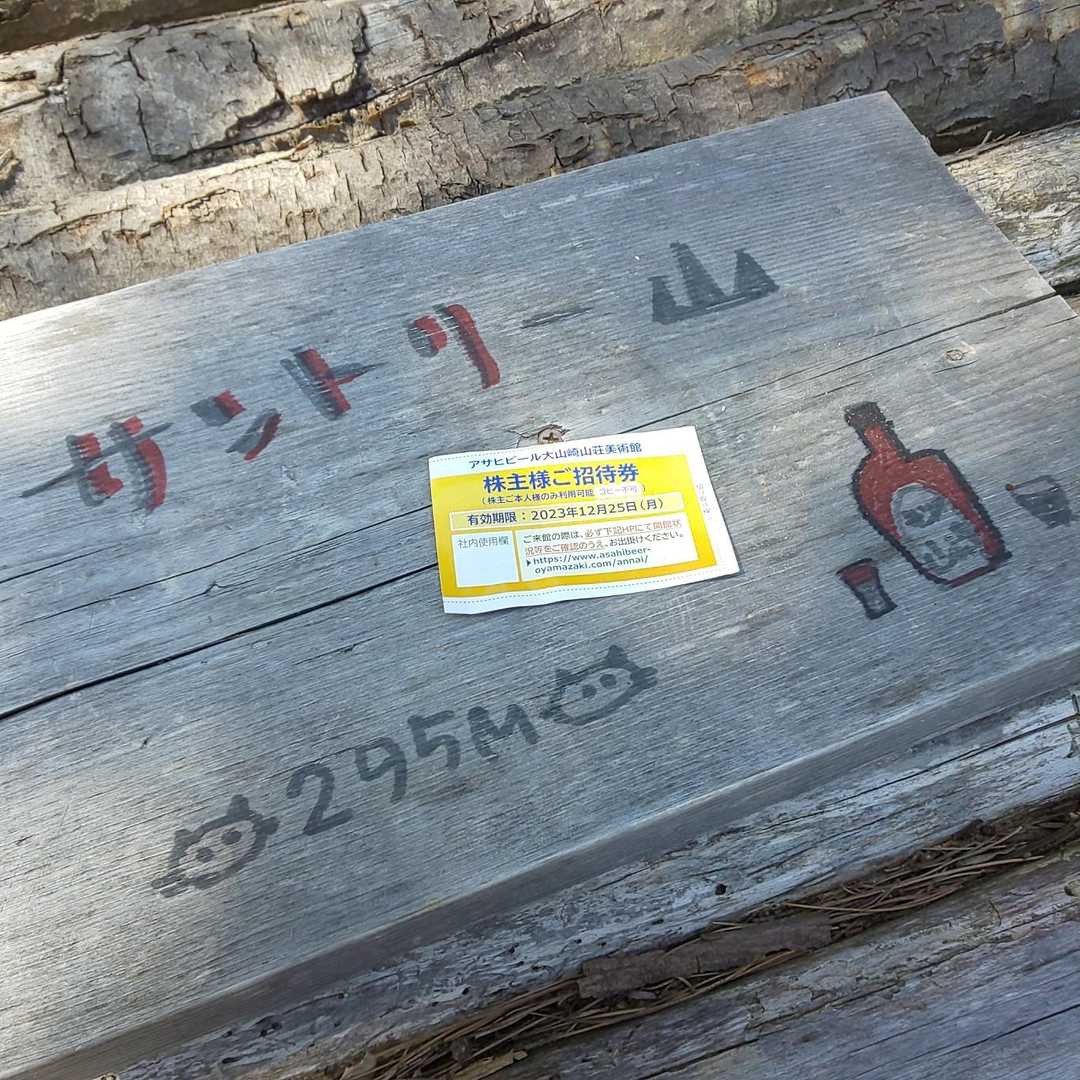 サントリー山
アサヒビール大山崎山荘美術館
株主様ご招待券
(株主ご本人様のみ利用可能 コピー不可)
有効期限：2023年12月25日(月)
社内使用欄
ご来館の際は、必ず下記HPにて開館状
況等をご確認のうえ、お出掛けください。
▶https://www.asahibeer-
oyamazaki.com/annai/
295M